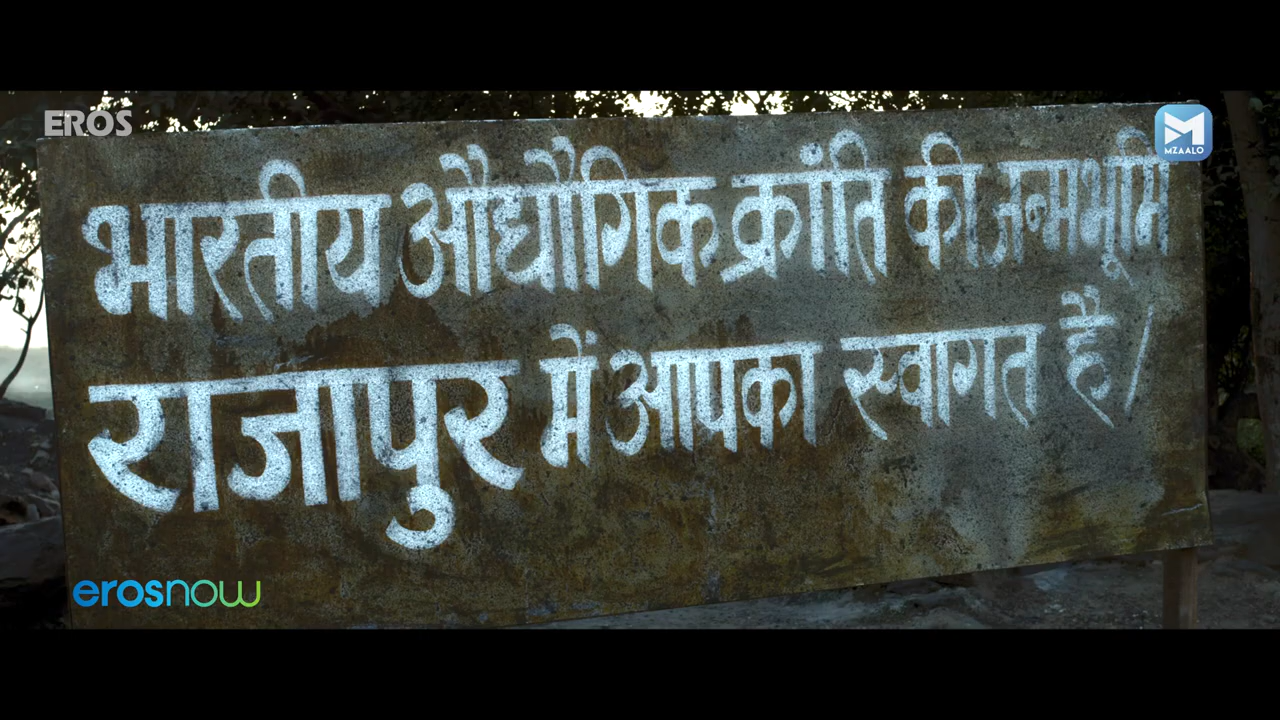 EROS
MZAALO
भारतीय औद्यौगिक क्रांति की जन्मभूमि
राजापुर में आपका स्वागत है/
erosnow